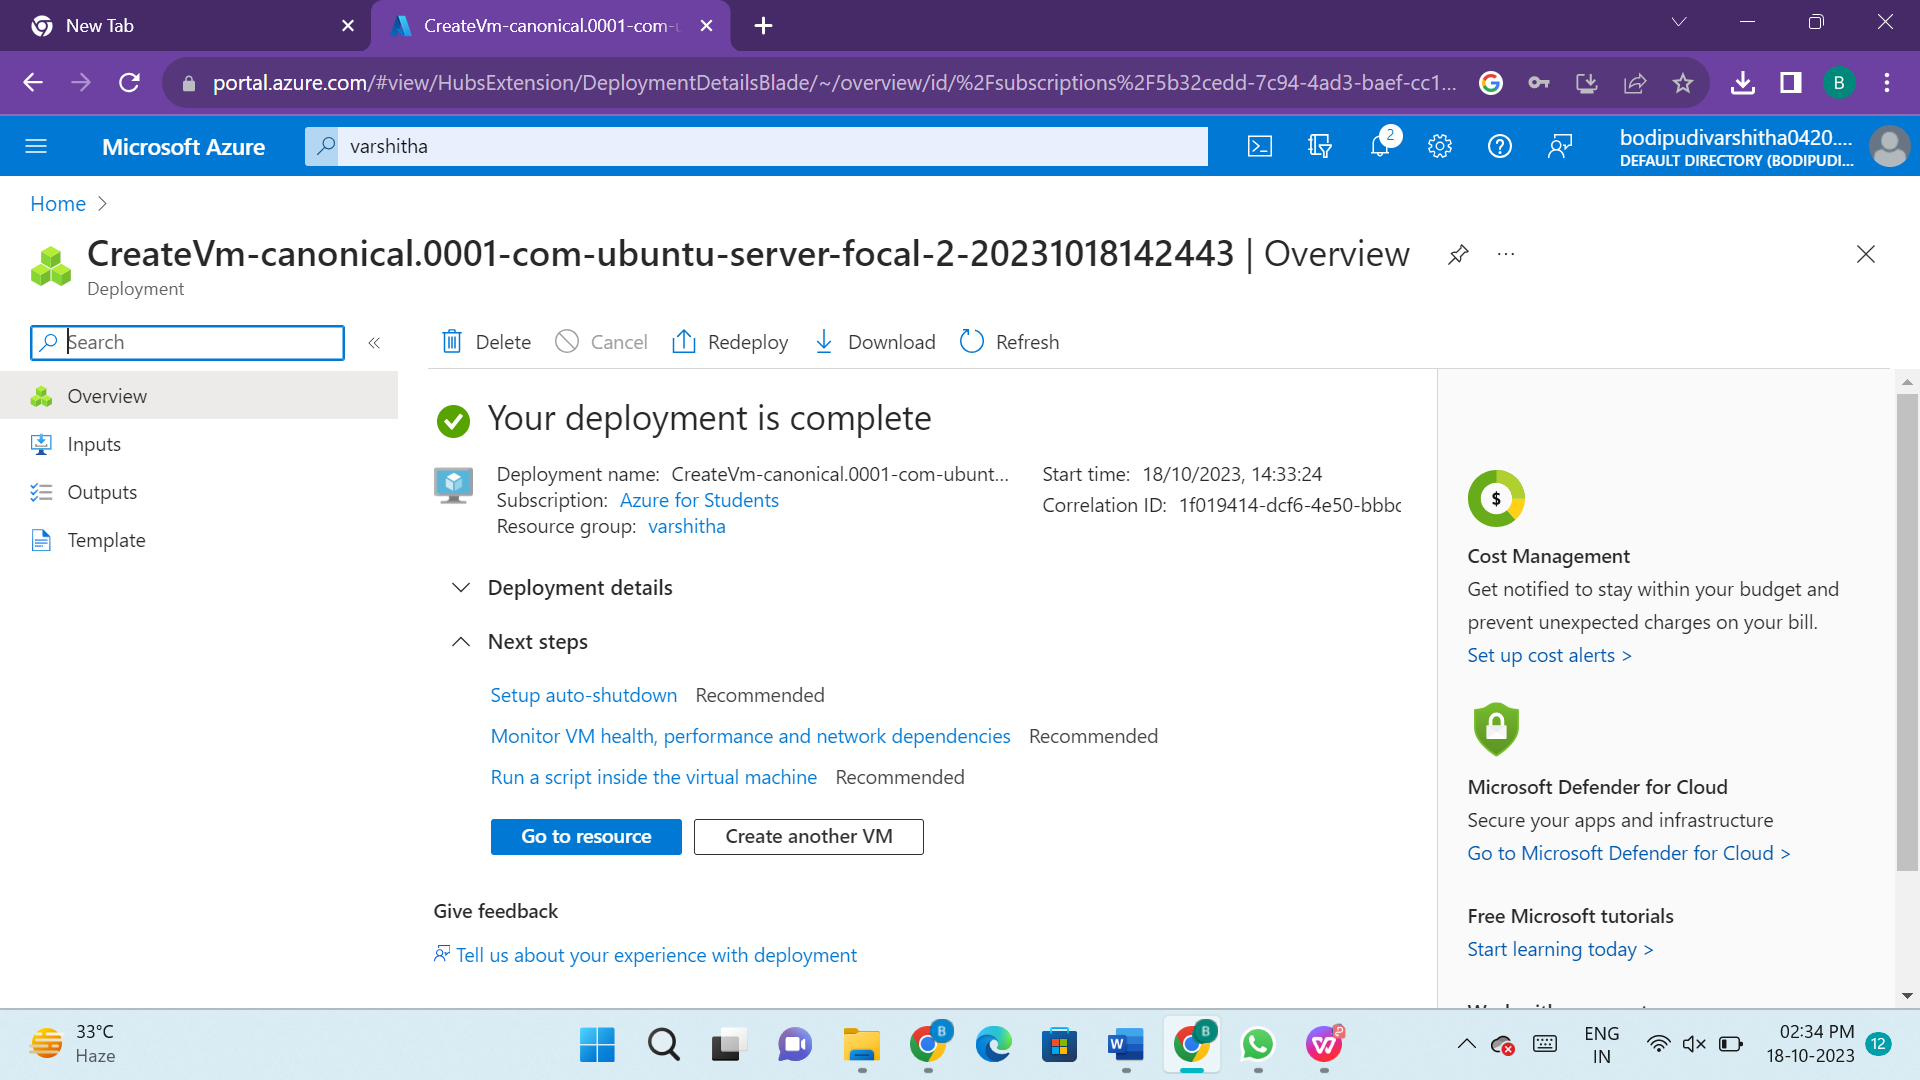 New Tab
CreateVm-canonical.0001-com-u
portal.azure.com/#view/HubsExtension/DeploymentDetailsBlade/~/overview/id/%2Fsubscriptions%2F5b32cedd-7c94-4ad3-baef-cc1...
B
Microsoft Azure
varshitha
2
bodipudivarshitha0420....
DEFAULT DIRECTORY (BODIPUDI...
Home >
CreateVm-canonical.0001-com-ubuntu-server-focal-2-20231018142443 | Overview
...
Deployment
Search
«
Delete Cancel Redeploy Download Refresh
Overview
Inputs
Outputs
Template
Your deployment is complete
Deployment name: CreateVm-canonical.0001-com-ubunt...
Subscription: Azure for Students
Resource group: varshitha
Start time: 18/10/2023, 14:33:24
Correlation ID: 1f019414-dcf6-4e50-bbbc
Deployment details
Next steps
Setup auto-shutdown Recommended
Monitor VM health, performance and network dependencies Recommended
Run a script inside the virtual machine Recommended
Go to resource
Create another VM
Give feedback
Tell us about your experience with deployment
$
Cost Management
Get notified to stay within your budget and
prevent unexpected charges on your bill.
Set up cost alerts >
Microsoft Defender for Cloud
Secure your apps and infrastructure
Go to Microsoft Defender for Cloud >
Free Microsoft tutorials
Start learning today >
33°C
Haze
B
W
B
ENG
IN
02:34 PM
18-10-2023
12